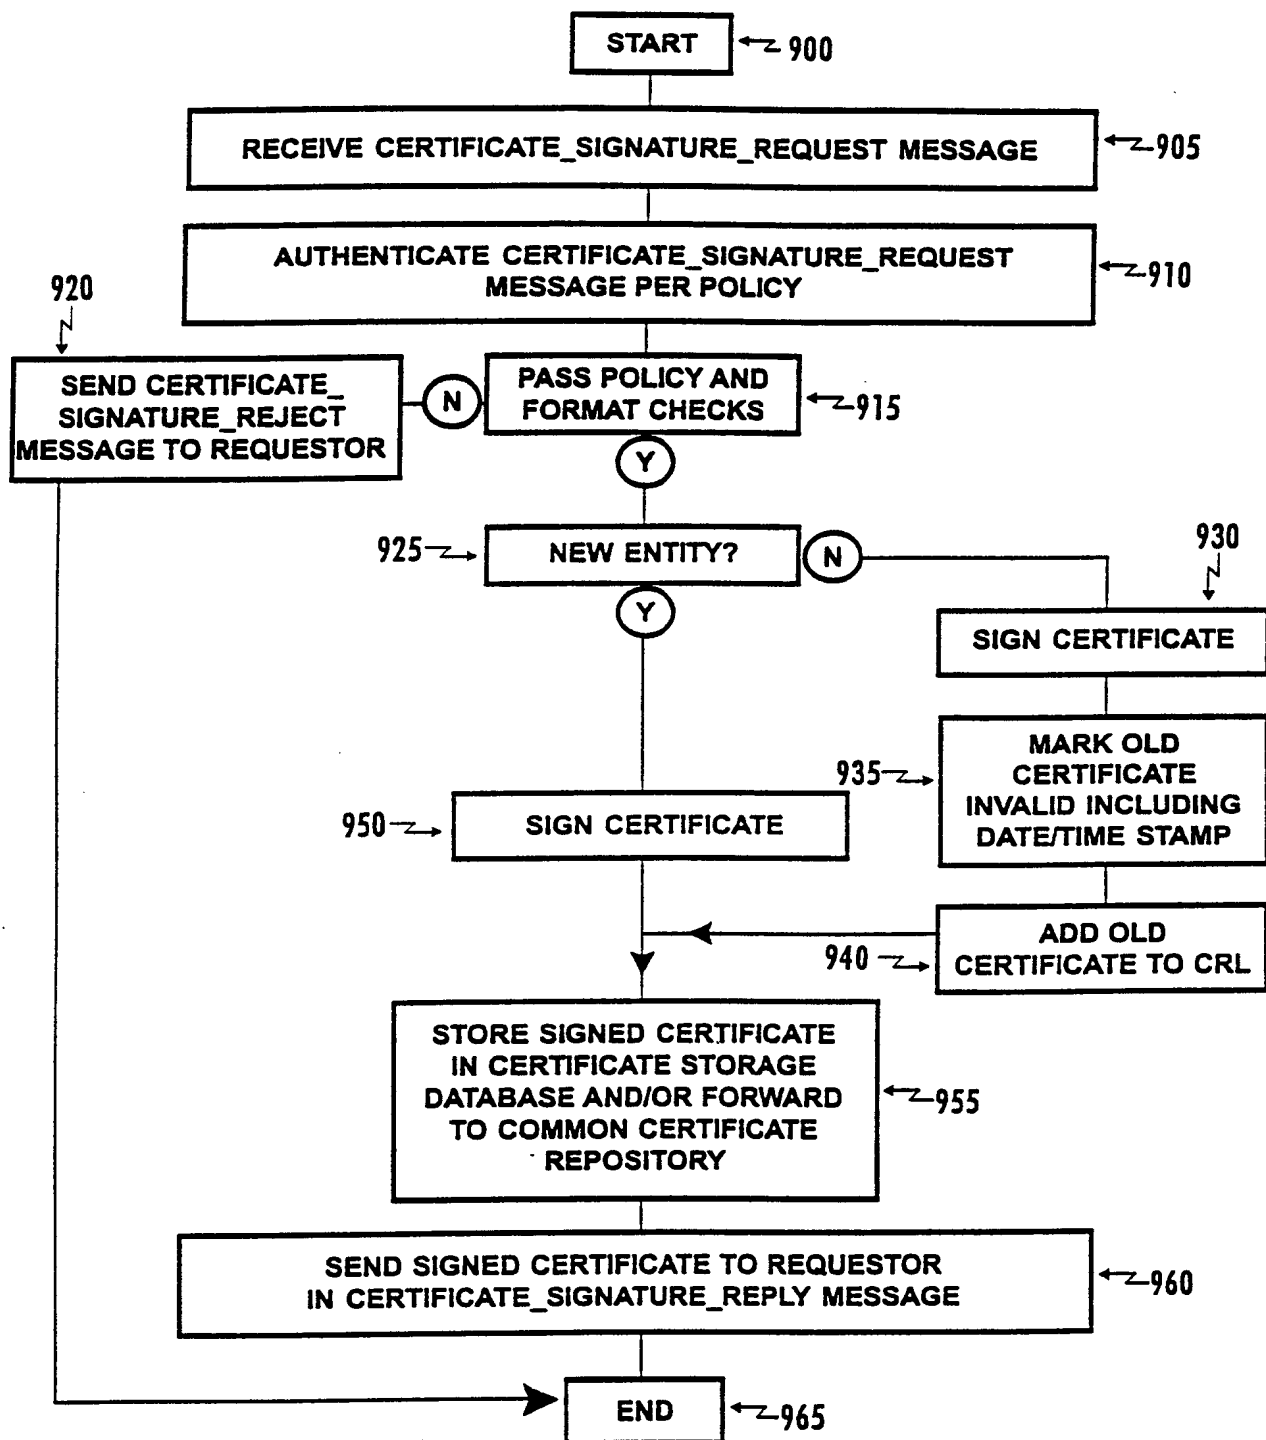 START
900
RECEIVE CERTIFICATE_SIGNATURE_REQUEST MESSAGE
905
AUTHENTICATE CERTIFICATE_SIGNATURE_REQUEST
MESSAGE PER POLICY
910
920
SEND CERTIFICATE_
SIGNATURE_REJECT
MESSAGE TO REQUESTOR
N
PASS POLICY AND
FORMAT CHECKS
915
Y
925
NEW ENTITY?
N
930
Y
SIGN CERTIFICATE
935
MARK OLD
CERTIFICATE
INVALID INCLUDING
DATE/TIME STAMP
950
SIGN CERTIFICATE
940
ADD OLD
CERTIFICATE TO CRL
STORE SIGNED CERTIFICATE
IN CERTIFICATE STORAGE
DATABASE AND/OR FORWARD
TO COMMON CERTIFICATE
REPOSITORY
955
SEND SIGNED CERTIFICATE TO REQUESTOR
IN CERTIFICATE_SIGNATURE_REPLY MESSAGE
960
END
965